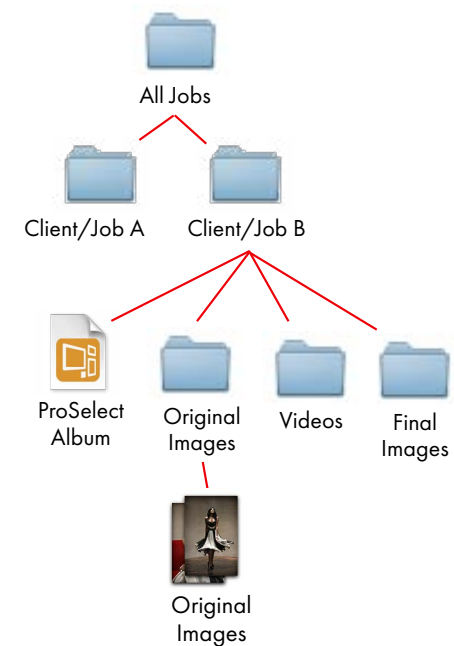 All Jobs
Client/Job A
Client/Job B
ProSelect
Album
Original
Images
Videos
Final
Images
Original
Images